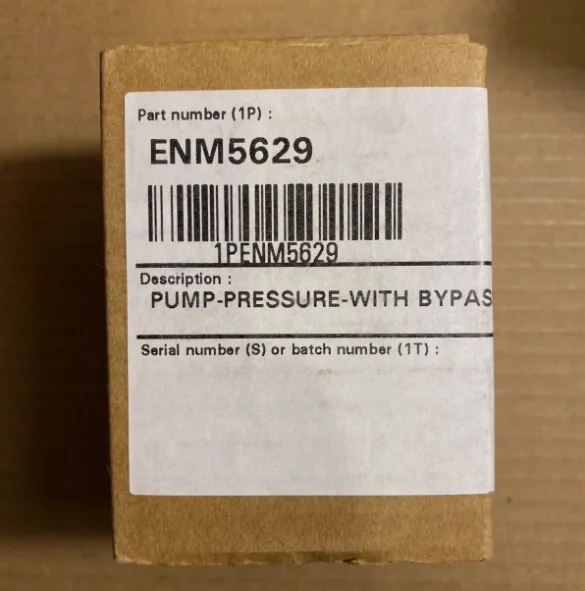 Part number (1P) :
ENM5629
1PENM5629
Description :
PUMP-PRESSURE-WITH BYPAS
Serial number (S) or batch number (1T) :